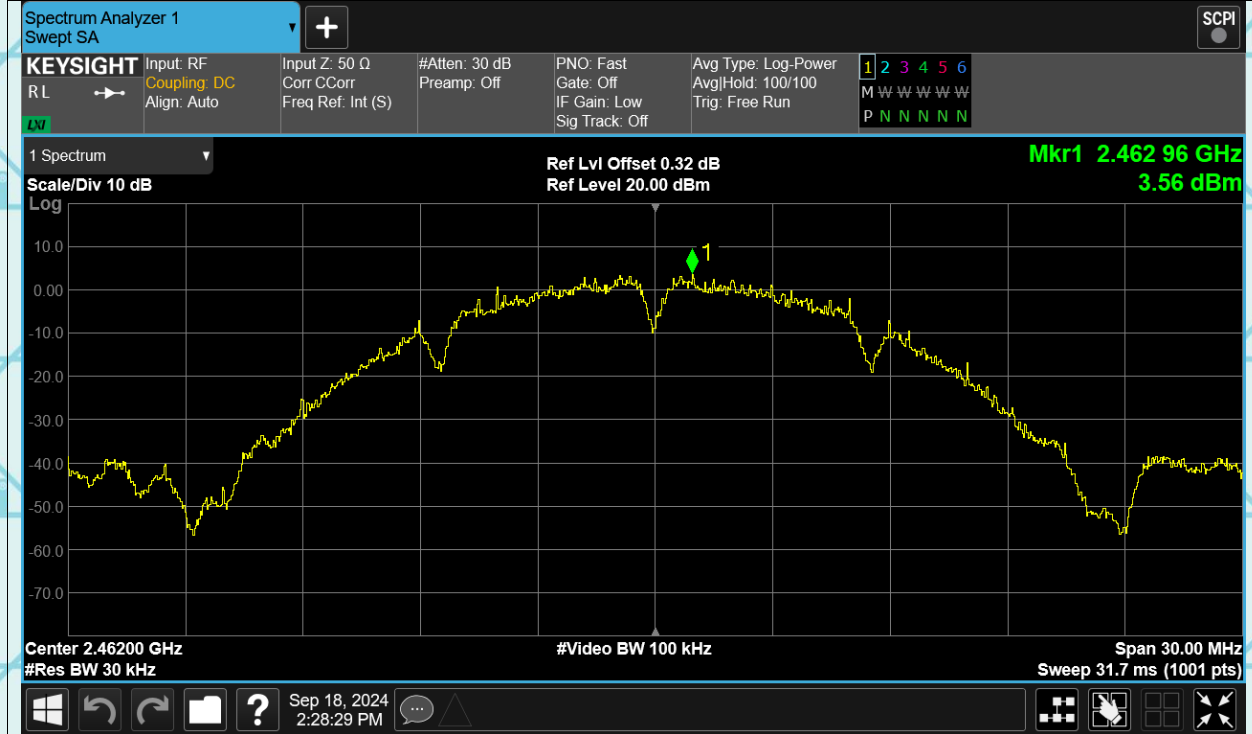 Spectrum Analyzer 1
Swept SA
SCPI
KEYSIGHT
R L
LXI
Input: RF
Coupling: DC
Align: Auto
Input Z: 50 Ω
Corr CCorr
Freq Ref: Int (S)
#Atten: 30 dB
Preamp: Off
PNO: Fast
Gate: Off
IF Gain: Low
Sig Track: Off
Avg Type: Log-Power
Avg|Hold: 100/100
Trig: Free Run
1 2 3 4 5 6
M W W W W W W
P N N N N N N
1 Spectrum
Scale/Div 10 dB
Ref Lvl Offset 0.32 dB
Ref Level 20.00 dBm
Mkr1 2.462 96 GHz
3.56 dBm
Log
1
10.0
0.00
-10.0
-20.0
-30.0
-40.0
-50.0
-60.0
-70.0
Center 2.46200 GHz
#Res BW 30 kHz
#Video BW 100 kHz
Span 30.00 MHz
Sweep 31.7 ms (1001 pts)
?
Sep 18, 2024
2:28:29 PM